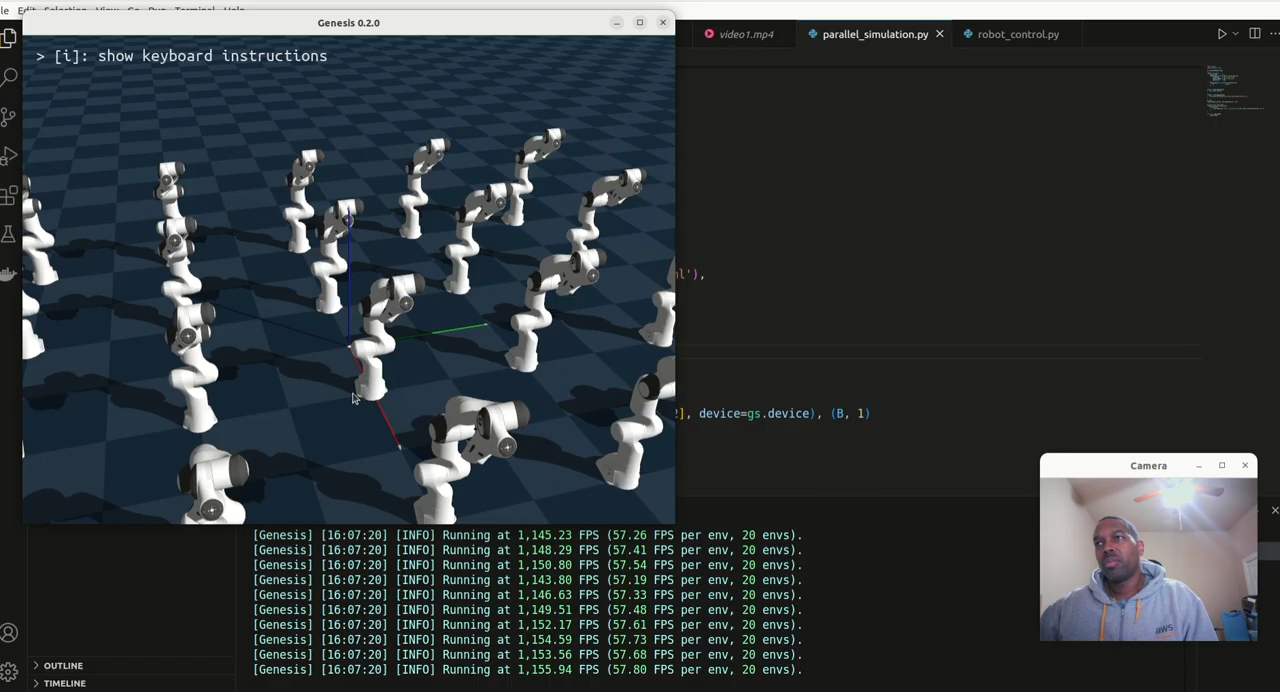 Edit Selection View Go Run Terminal Help
Genesis 0.2.0
> [i]: show keyboard instructions
video1.mp4
parallel_simulation.py
robot_control.py
l'),
2], device=gs.device), (B, 1)
Camera
aws
[Genesis] [16:07:20] [INFO] Running at 1,145.23 FPS (57.26 FPS per env, 20 envs).
[Genesis] [16:07:20] [INFO] Running at 1,148.29 FPS (57.41 FPS per env, 20 envs).
[Genesis] [16:07:20] [INFO] Running at 1,150.80 FPS (57.54 FPS per env, 20 envs).
[Genesis] [16:07:20] [INFO] Running at 1,143.80 FPS (57.19 FPS per env, 20 envs).
[Genesis] [16:07:20] [INFO] Running at 1,146.63 FPS (57.33 FPS per env, 20 envs).
[Genesis] [16:07:20] [INFO] Running at 1,149.51 FPS (57.48 FPS per env, 20 envs).
[Genesis] [16:07:20] [INFO] Running at 1,152.17 FPS (57.61 FPS per env, 20 envs).
[Genesis] [16:07:20] [INFO] Running at 1,154.59 FPS (57.73 FPS per env, 20 envs).
[Genesis] [16:07:20] [INFO] Running at 1,153.56 FPS (57.68 FPS per env, 20 envs).
[Genesis] [16:07:20] [INFO] Running at 1,155.94 FPS (57.80 FPS per env, 20 envs).
OUTLINE
TIMELINE